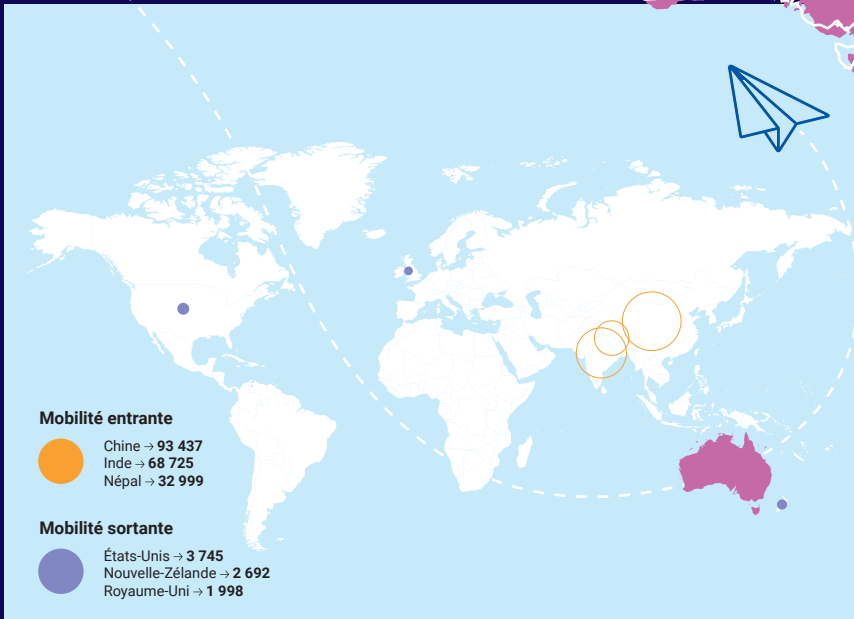 Mobilité entrante
Chine → 93 437
Inde → 68 725
Népal → 32 999
Mobilité sortante
États-Unis → 3 745
Nouvelle-Zélande → 2 692
Royaume-Uni → 1 998